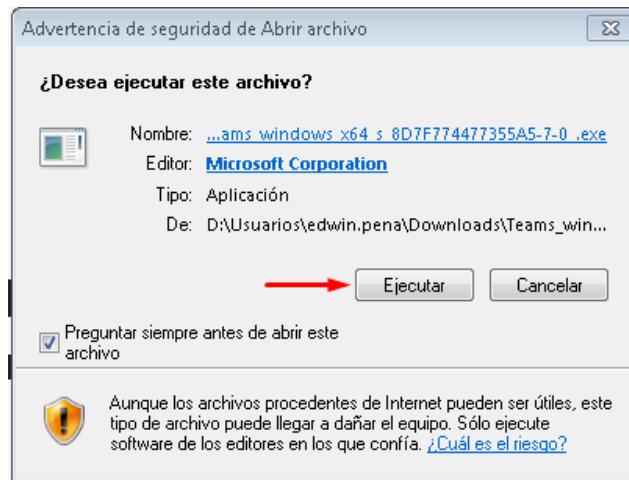 Advertencia de seguridad de Abrir archivo
¿Desea ejecutar este archivo?
Nombre: ...ams_windows_x64_s_8D7F774477355A5-7-0_.exe
Editor: Microsoft Corporation
Tipo: Aplicación
De: D:\Usuarios\edwin.pena\Downloads\Teams_win...
Ejecutar Cancelar
Preguntar siempre antes de abrir este
archivo
Aunque los archivos procedentes de Internet pueden ser útiles, este
tipo de archivo puede llegar a dañar el equipo. Sólo ejecute
software de los editores en los que confía. ¿Cuál es el riesgo?